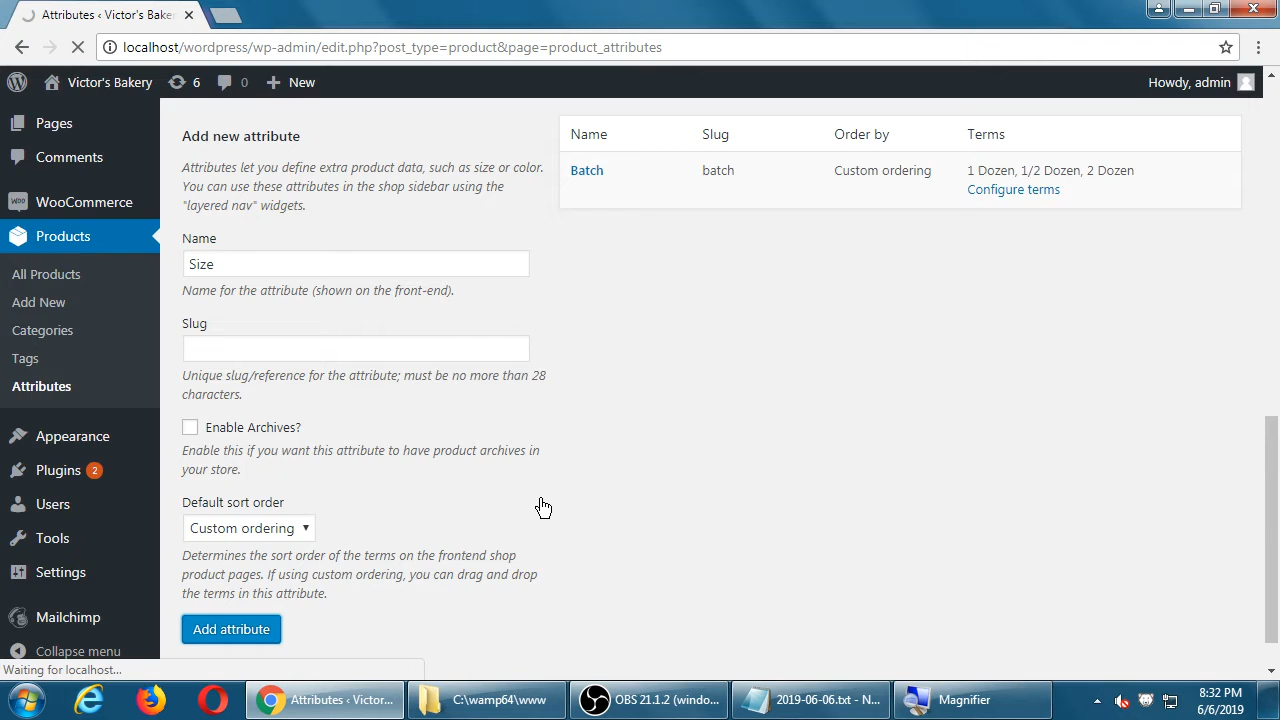 Attributes ‹ Victor's Bake
localhost/wordpress/wp-admin/edit.php?post_type=product&page=product_attributes
Victor's Bakery
6
0
New
Howdy, admin
Pages
Comments
WooCommerce
Products
All Products
Add New
Categories
Tags
Attributes
Appearance
Plugins 2
Users
Tools
Settings
Mailchimp
Collapse menu
Add new attribute
Attributes let you define extra product data, such as size or color.
You can use these attributes in the shop sidebar using the
"layered nav" widgets.
Name
Size
Name for the attribute (shown on the front-end).
Slug
Unique slug/reference for the attribute; must be no more than 28
characters.
Enable Archives?
Enable this if you want this attribute to have product archives in
your store.
Default sort order
Custom ordering
Determines the sort order of the terms on the frontend shop
product pages. If using custom ordering, you can drag and drop
the terms in this attribute.
Add attribute
Name Slug Order by Terms
Batch batch Custom ordering 1 Dozen, 1/2 Dozen, 2 Dozen
Configure terms
Waiting for localhost...
Attributes ‹ Victor...
C:\wamp64\www
OBS 21.1.2 (windo...
2019-06-06.txt - N...
Magnifier
8:32 PM
6/6/2019